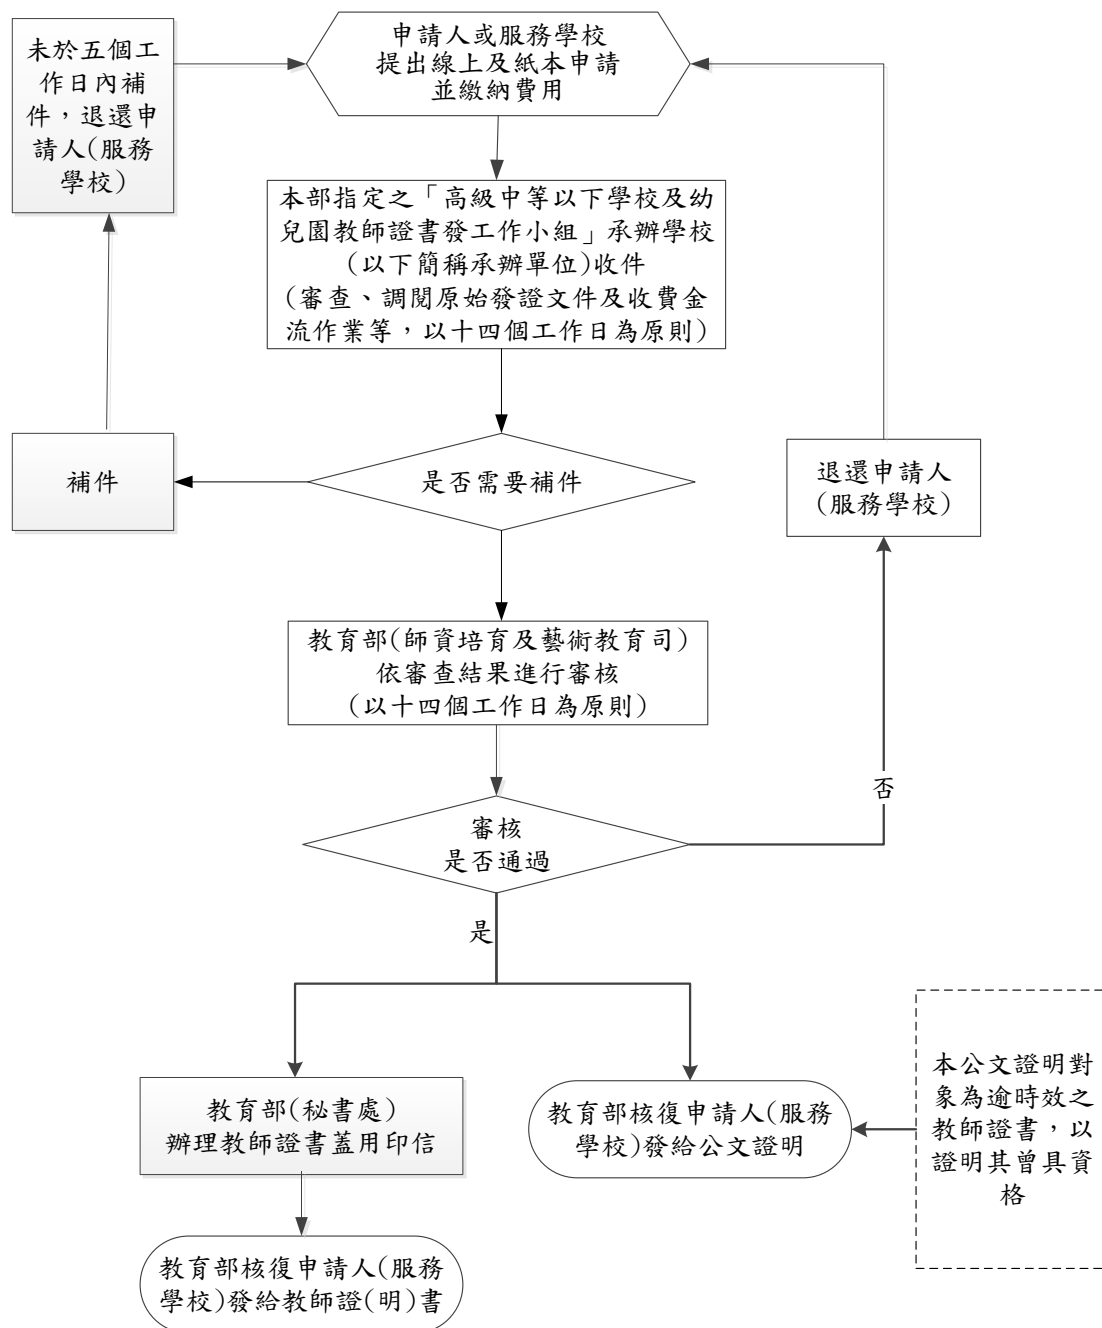 未於五個工
作日內補
件，退還申
請人(服務
學校)
申請人或服務學校
提出線上及紙本申請
並繳納費用
本部指定之「高級中等以下學校及幼
兒園教師證書發工作小組」承辦學校
(以下簡稱承辦單位)收件
(審查、調閱原始發證文件及收費金
流作業等，以十四個工作日為原則)
補件
是否需要補件
退還申請人
(服務學校)
教育部(師資培育及藝術教育司)
依審查結果進行審核
(以十四個工作日為原則)
審核
是否通過
否
是
教育部(秘書處)
辦理教師證書蓋用印信
教育部核復申請人(服務
學校)發給公文證明
本公文證明對
象為逾時效之
教師證書，以
證明其曾具資
格
教育部核復申請人(服務
學校)發給教師證(明)書